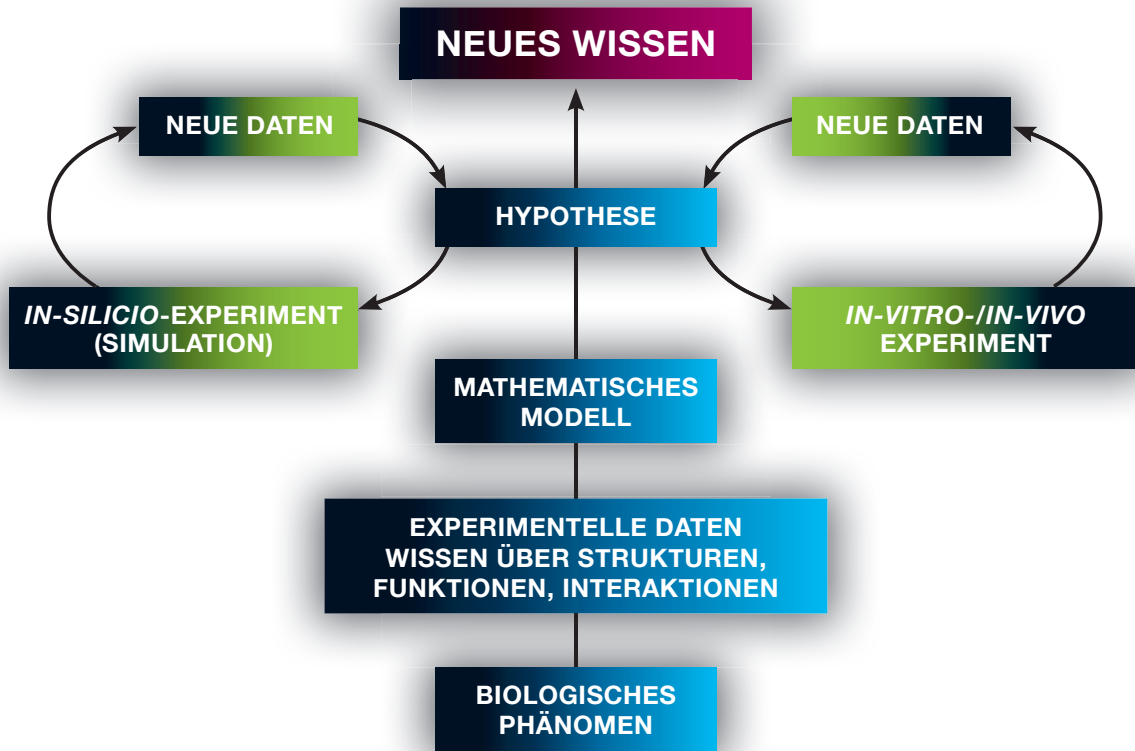 NEUES WISSEN
NEUE DATEN
NEUE DATEN
HYPOTHESE
IN-SILICIO-EXPERIMENT
(SIMULATION)
IN-VITRO-/IN-VIVO
EXPERIMENT
MATHEMATISCHES
MODELL
EXPERIMENTELLE DATEN
WISSEN ÜBER STRUKTUREN,
FUNKTIONEN, INTERAKTIONEN
BIOLOGISCHES
PHÄNOMEN